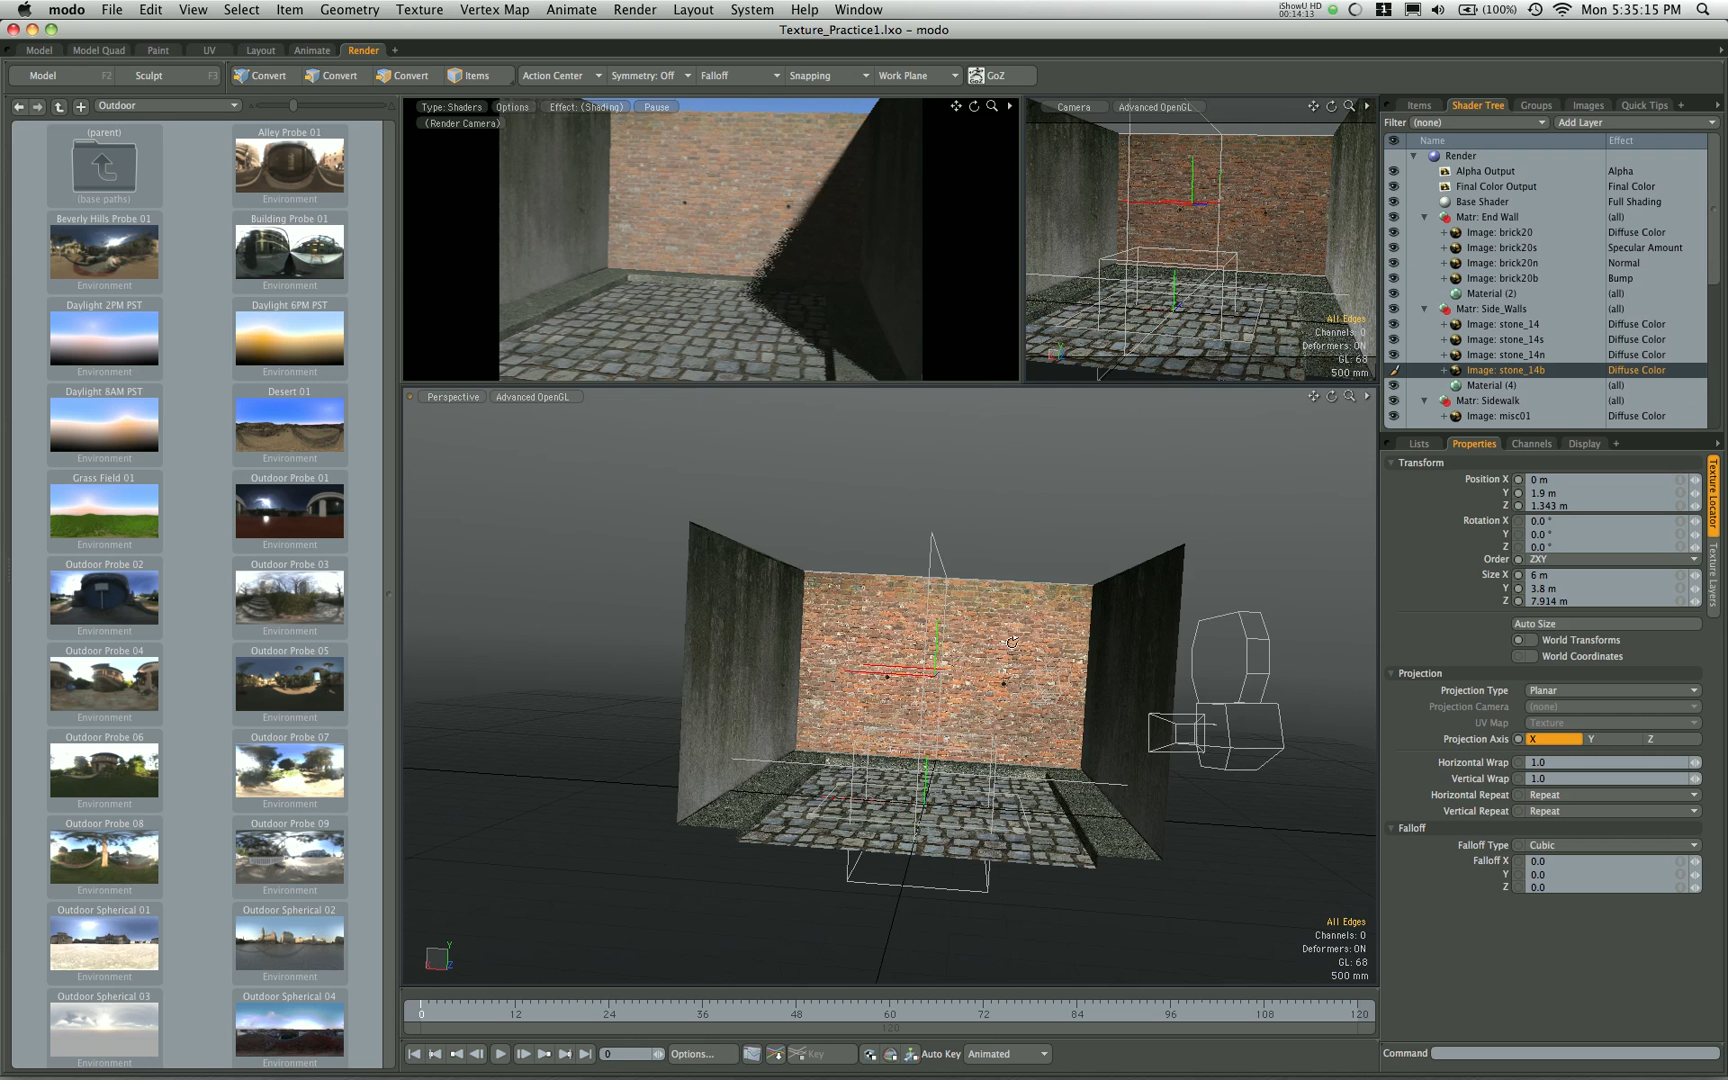 modo File Edit View Select Item Geometry Texture Vertex Map Animate Render Layout System Help Window
iShowU HD
00:14:13
(100%) Mon 5:35:15 PM
Texture_Practice1.lxo - modo
Model Model Quad Paint UV Layout Animate Render +
Model F2 Sculpt F3 Convert Convert Convert Items Action Center Symmetry: Off Falloff Snapping Work Plane GoZ
Outdoor
(parent)
(base paths)
Alley Probe 01
Environment
Beverly Hills Probe 01
Environment
Building Probe 01
Environment
Daylight 2PM PST
Environment
Daylight 6PM PST
Environment
Daylight 8AM PST
Environment
Desert 01
Environment
Grass Field 01
Environment
Outdoor Probe 01
Environment
Outdoor Probe 02
Environment
Outdoor Probe 03
Environment
Outdoor Probe 04
Environment
Outdoor Probe 05
Environment
Outdoor Probe 06
Environment
Outdoor Probe 07
Environment
Outdoor Probe 08
Environment
Outdoor Probe 09
Environment
Outdoor Spherical 01
Environment
Outdoor Spherical 02
Environment
Outdoor Spherical 03
Environment
Outdoor Spherical 04
Environment
Type: Shaders Options Effect: (Shading) Pause
(Render Camera)
Camera Advanced OpenGL
All Edges
Channels: 0
Deformers: ON
GL: 68
500 mm
Perspective Advanced OpenGL
All Edges
Channels: 0
Deformers: ON
GL: 68
500 mm
0 12 24 36 48 60 72 84 96 108 120
120
0 Options... Key Auto Key Animated
Items Shader Tree Groups Images Quick Tips +
Filter (none) Add Layer
Name Effect
Render
Alpha Output Alpha
Final Color Output Final Color
Base Shader Full Shading
Matr: End Wall (all)
Image: brick20 Diffuse Color
Image: brick20s Specular Amount
Image: brick20n Normal
Image: brick20b Bump
Material (2) (all)
Matr: Side_Walls (all)
Image: stone_14 Diffuse Color
Image: stone_14s Diffuse Color
Image: stone_14n Diffuse Color
Image: stone_14b Diffuse Color
Material (4) (all)
Matr: Sidewalk (all)
Image: misc01 Diffuse Color
Lists Properties Channels Display +
Transform
Position X 0 m
Y 1.9 m
Z 1.343 m
Rotation X 0.0 °
Y 0.0 °
Z 0.0 °
Order ZXY
Size X 6 m
Y 3.8 m
Z 7.914 m
Auto Size
World Transforms
World Coordinates
Projection
Projection Type Planar
Projection Camera (none)
UV Map Texture
Projection Axis X Y Z
Horizontal Wrap 1.0
Vertical Wrap 1.0
Horizontal Repeat Repeat
Vertical Repeat Repeat
Falloff
Falloff Type Cubic
Falloff X 0.0
Y 0.0
Z 0.0
Texture Locator
Texture Layers
Command